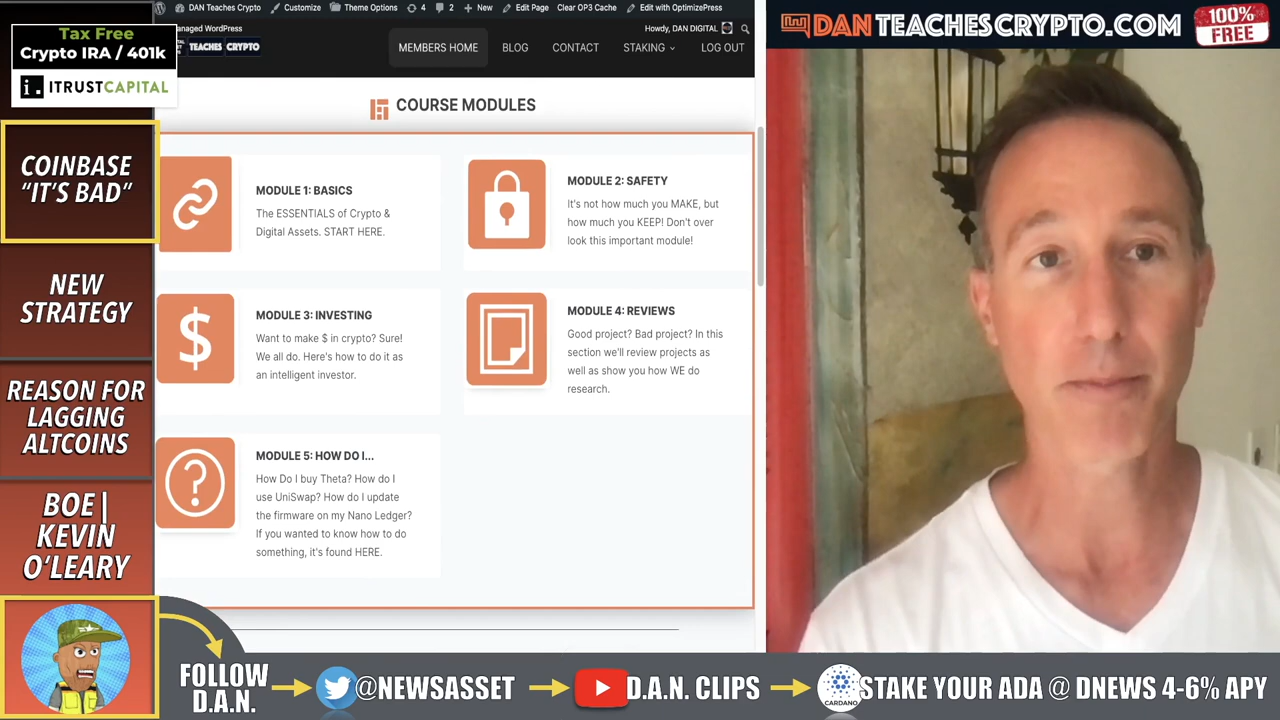 DAN Teaches Crypto
Customize
Theme Options
4
2
New
Edit Page
Clear OP3 Cache
Edit with OptimizePress
anaged WordPress
Howdy, DAN DIGITAL
TEACHES CRYPTO
MEMBERS HOME
BLOG
CONTACT
STAKING
LOG OUT
Tax Free
Crypto IRA / 401k
i.
ITRUSTCAPITAL
COINBASE
“IT’S BAD”
NEW
STRATEGY
REASON FOR
LAGGING
ALTCOINS
BOE |
KEVIN
O’LEARY
COURSE MODULES
MODULE 1: BASICS
The ESSENTIALS of Crypto &
Digital Assets. START HERE.
MODULE 2: SAFETY
It's not how much you MAKE, but
how much you KEEP! Don't over
look this important module!
$
MODULE 3: INVESTING
Want to make $ in crypto? Sure!
We all do. Here's how to do it as
an intelligent investor.
MODULE 4: REVIEWS
Good project? Bad project? In this
section we'll review projects as
well as show you how WE do
research.
?
MODULE 5: HOW DO I...
How Do I buy Theta? How do I
use UniSwap? How do I update
the firmware on my Nano Ledger?
If you wanted to know how to do
something, it's found HERE.
DANTEACHESCRYPTO.COM
100%
FREE
FOLLOW
D.A.N.
@NEWSASSET
D.A.N. CLIPS
CARDANO
STAKE YOUR ADA @ DNEWS 4-6% APY